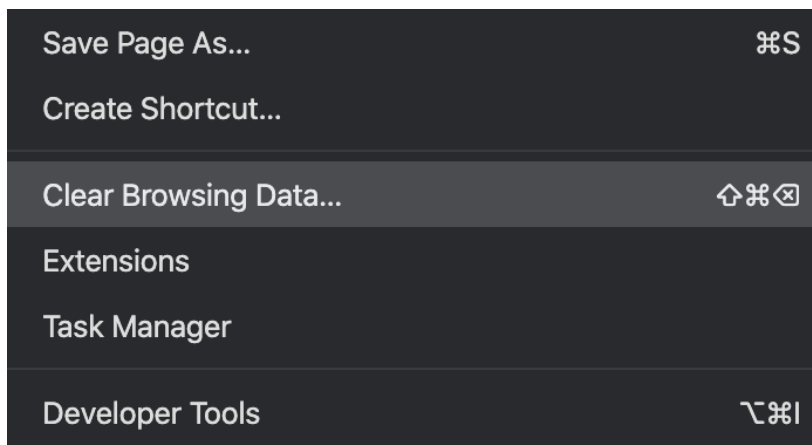 Save Page As... ⌘S
Create Shortcut...
Clear Browsing Data... ⇧⌘⌫
Extensions
Task Manager
Developer Tools ⌥⌘I